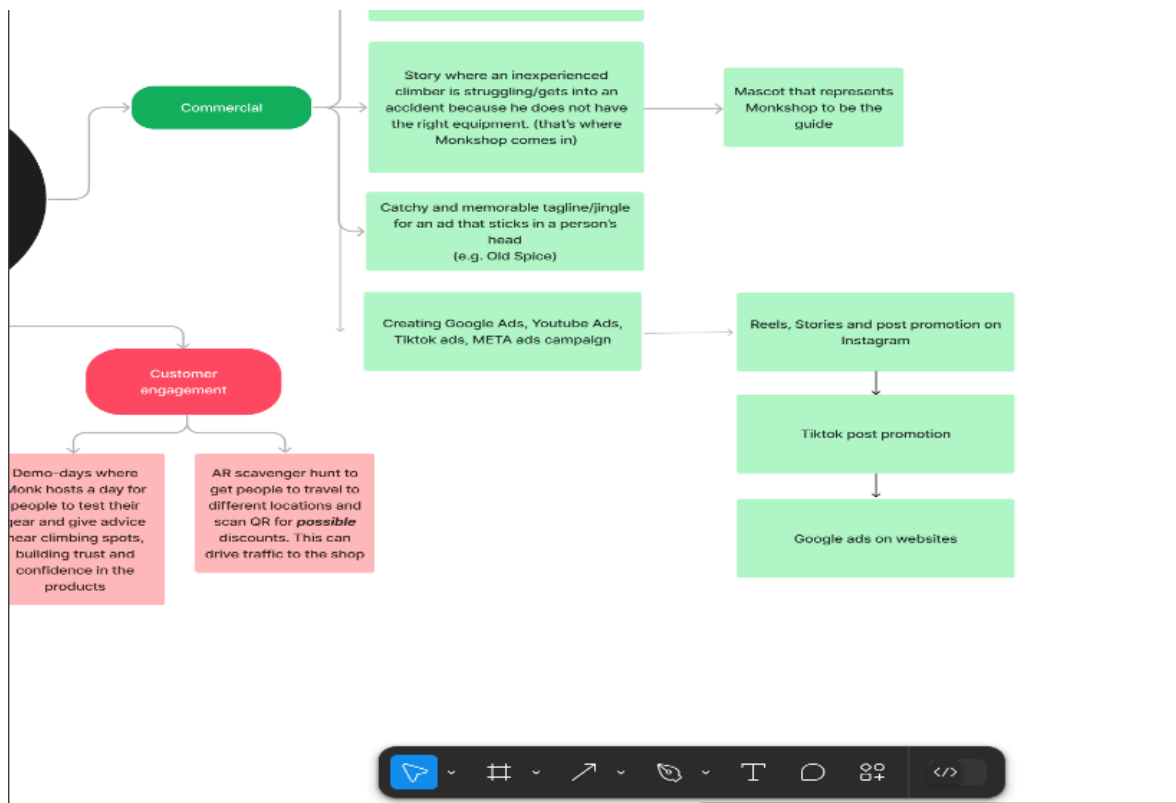 Commercial
Story where an inexperienced
climber is struggling/gets into an
accident because he does not have
the right equipment. (that's where
Monkshop comes in)
Mascot that represents
Monkshop to be the
guide
Catchy and memorable tagline/jingle
for an ad that sticks in a person's
head
(e.g. Old Spice)
Creating Google Ads, Youtube Ads,
Tiktok ads, META ads campaign
Reels, Stories and post promotion on
Instagram
Tiktok post promotion
Google ads on websites
Customer
engagement
Demo-days where
Monk hosts a day for
people to test their
gear and give advice
near climbing spots,
building trust and
confidence in the
products
AR scavenger hunt to
get people to travel to
different locations and
scan QR for possible
discounts. This can
drive traffic to the shop